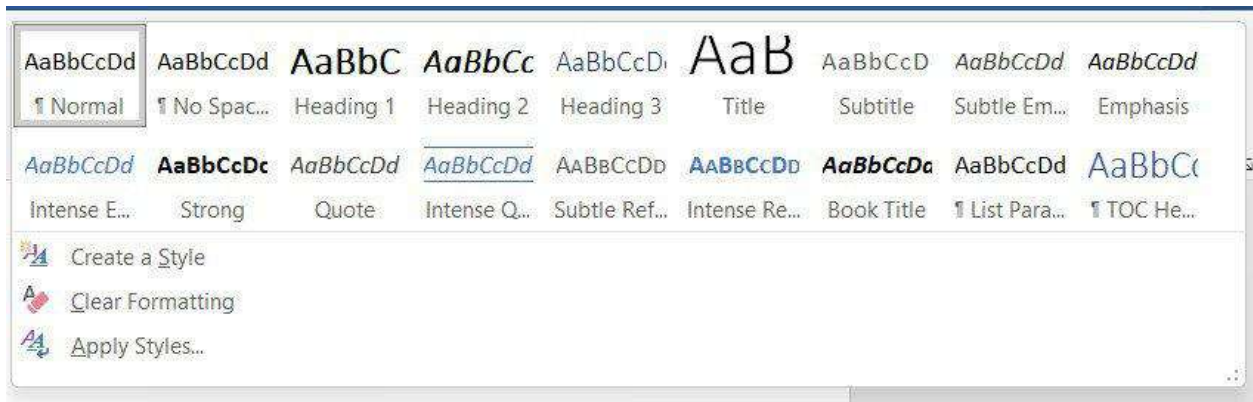 AaBbCcDd AaBbCcDd AaBbC AaBbCc AaBbCcD AaB AaBbCcD AaBbCcDd AaBbCcDd
¶ Normal ¶ No Spac... Heading 1 Heading 2 Heading 3 Title Subtitle Subtle Em... Emphasis
AaBbCcDd AaBbCcDc AaBbCcDd AaBbCcDd AABBCCDD AABBCCDD AaBbCcDd AaBbCcDd AaBbCc
Intense E... Strong Quote Intense Q... Subtle Ref... Intense Re... Book Title ¶ List Para... ¶ TOC He...
Create a Style
Clear Formatting
Apply Styles...